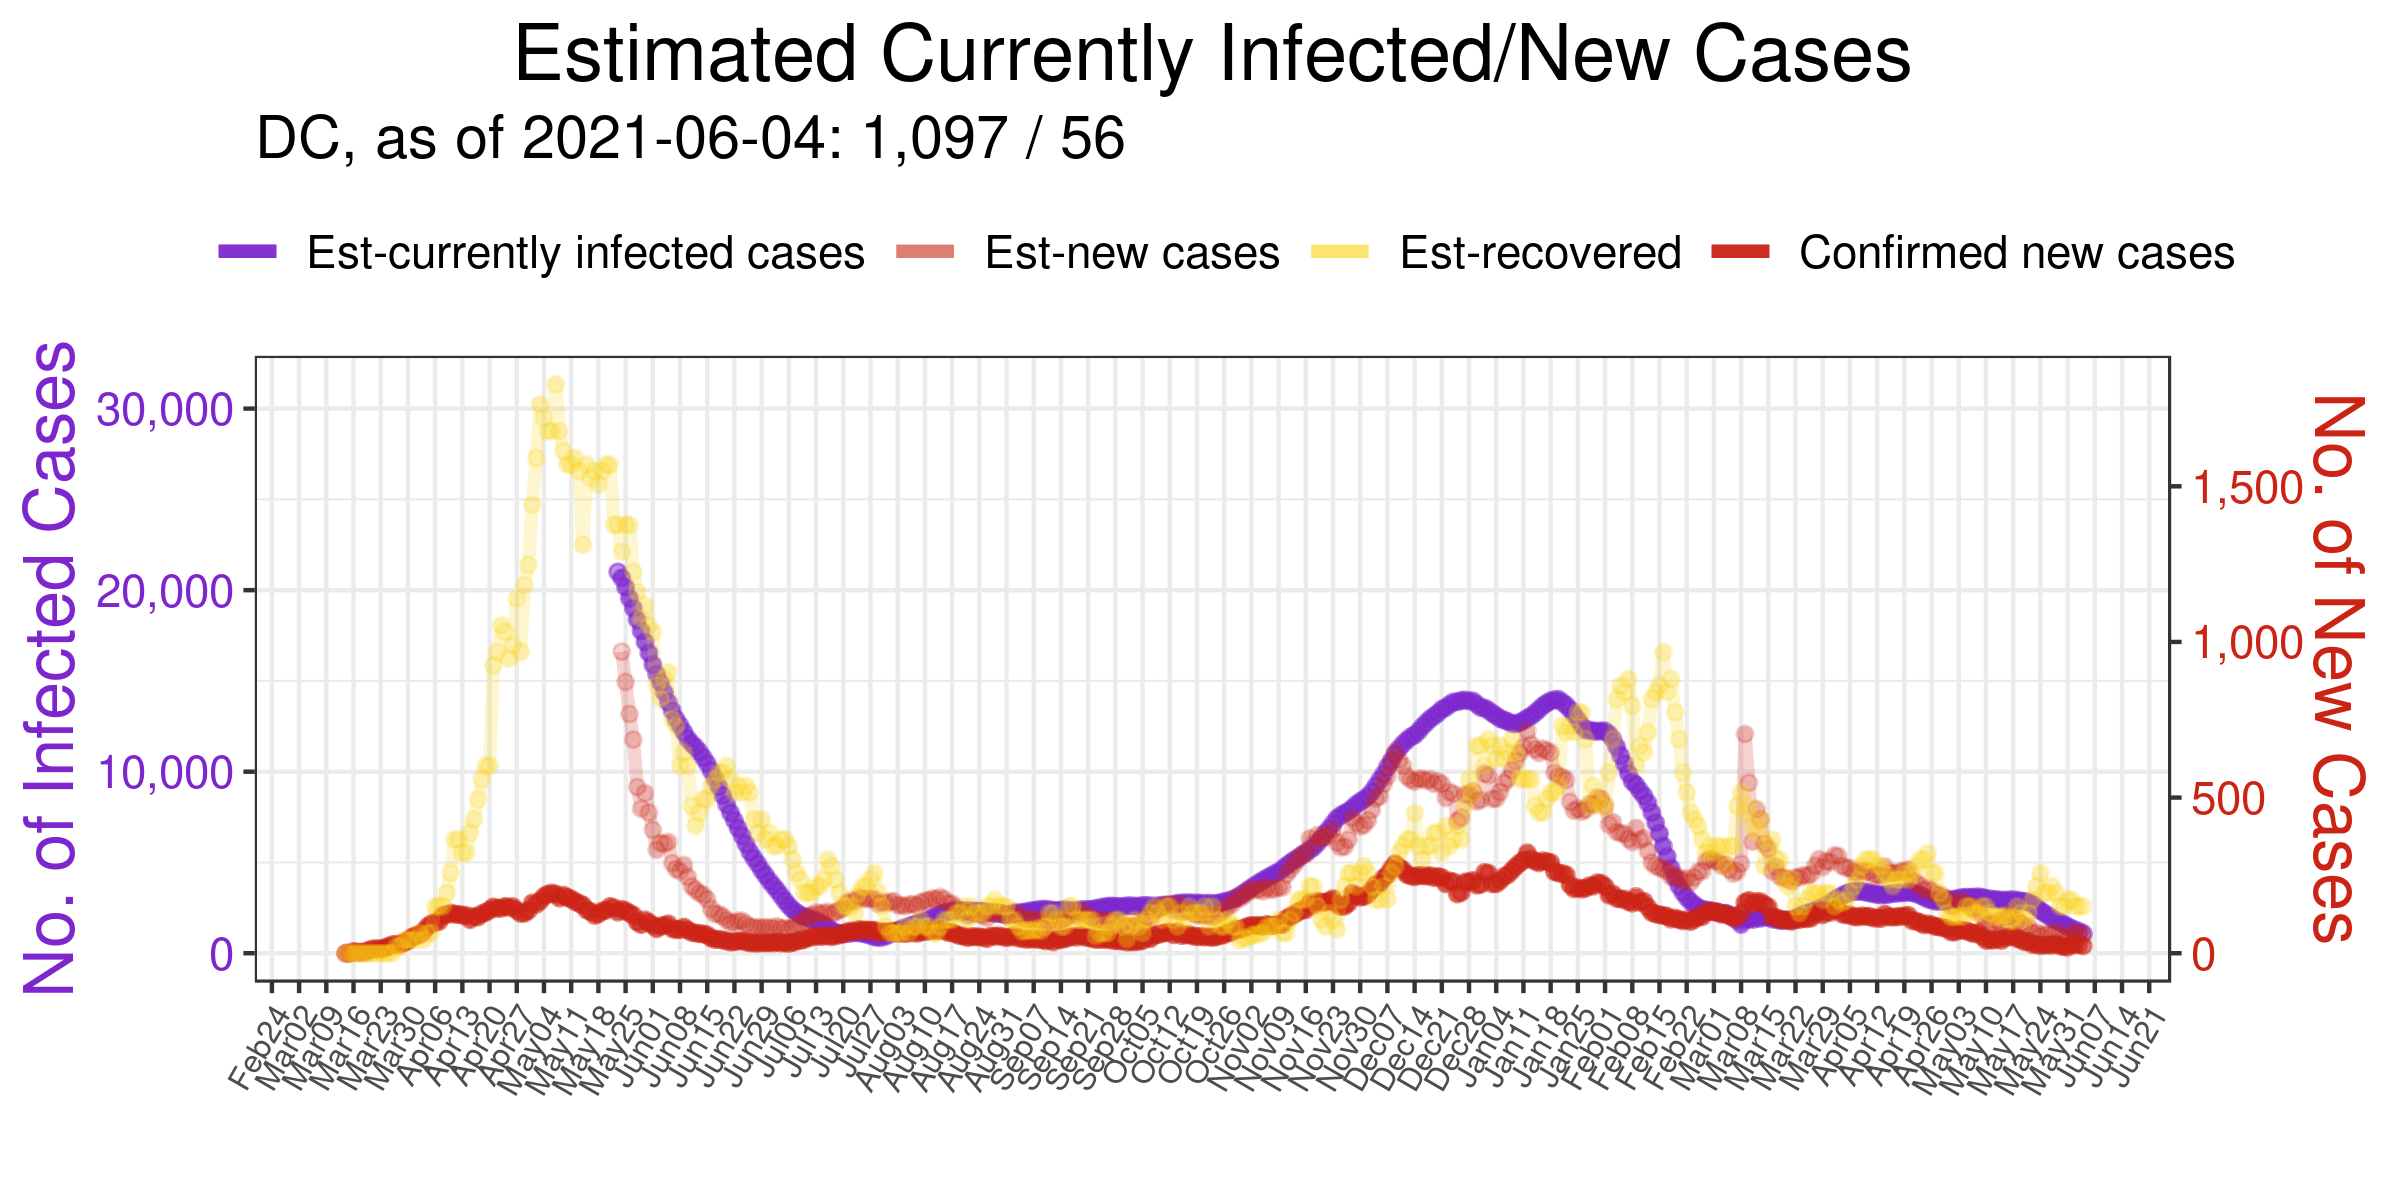 Estimated Currently Infected/New Cases
DC, as of 2021-06-04: 1,097 / 56
Est-currently infected cases Est-new cases Est-recovered Confirmed new cases
No. of Infected Cases
30,000
20,000
10,000
0
1,500
1,000
500
0
No. of New Cases
Feb24 Mar02 Mar09 Mar16 Mar23 Mar30 Apr06 Apr13 Apr20 Apr27 May04 May11 May18 May25 Jun01 Jun08 Jun15 Jun22 Jun29 Jul06 Jul13 Jul20 Jul27 Aug03 Aug10 Aug17 Aug24 Aug31 Sep07 Sep14 Sep21 Sep28 Oct05 Oct12 Oct19 Oct26 Nov02 Nov09 Nov16 Nov23 Nov30 Dec07 Dec14 Dec21 Dec28 Jan04 Jan11 Jan18 Jan25 Feb01 Feb08 Feb15 Feb22 Mar01 Mar08 Mar15 Mar22 Mar29 Apr05 Apr12 Apr19 Apr26 May03 May10 May17 May24 May31 Jun07 Jun14 Jun21